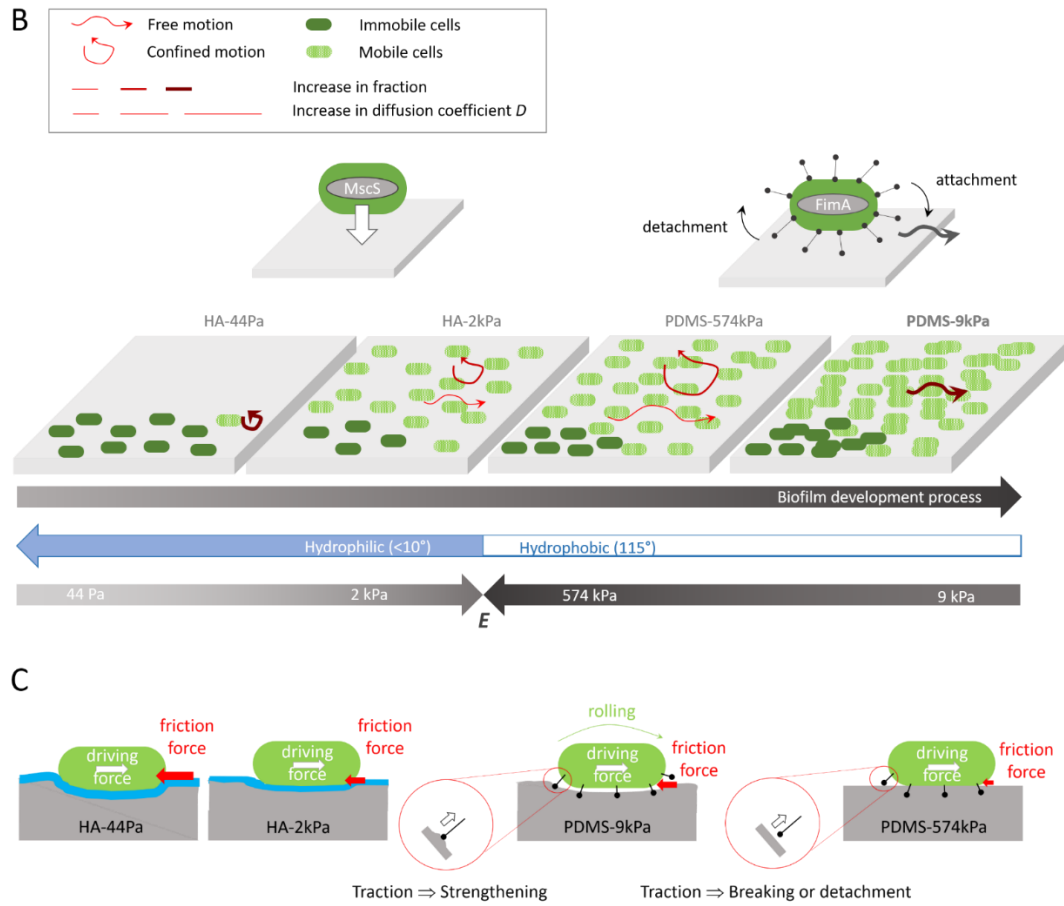 B
Free motion
Confined motion
Immobile cells
Mobile cells
Increase in fraction
Increase in diffusion coefficient D
MscS
FimA
attachment
detachment
HA-44Pa
HA-2kPa
PDMS-574kPa
PDMS-9kPa
Biofilm development process
Hydrophilic (<10°)
Hydrophobic (115°)
44 Pa
2 kPa
574 kPa
9 kPa
E
C
friction
force
driving
force
HA-44Pa
friction
force
driving
force
HA-2kPa
rolling
friction
force
driving
force
PDMS-9kPa
Traction ⇒ Strengthening
friction
force
driving
force
PDMS-574kPa
Traction ⇒ Breaking or detachment